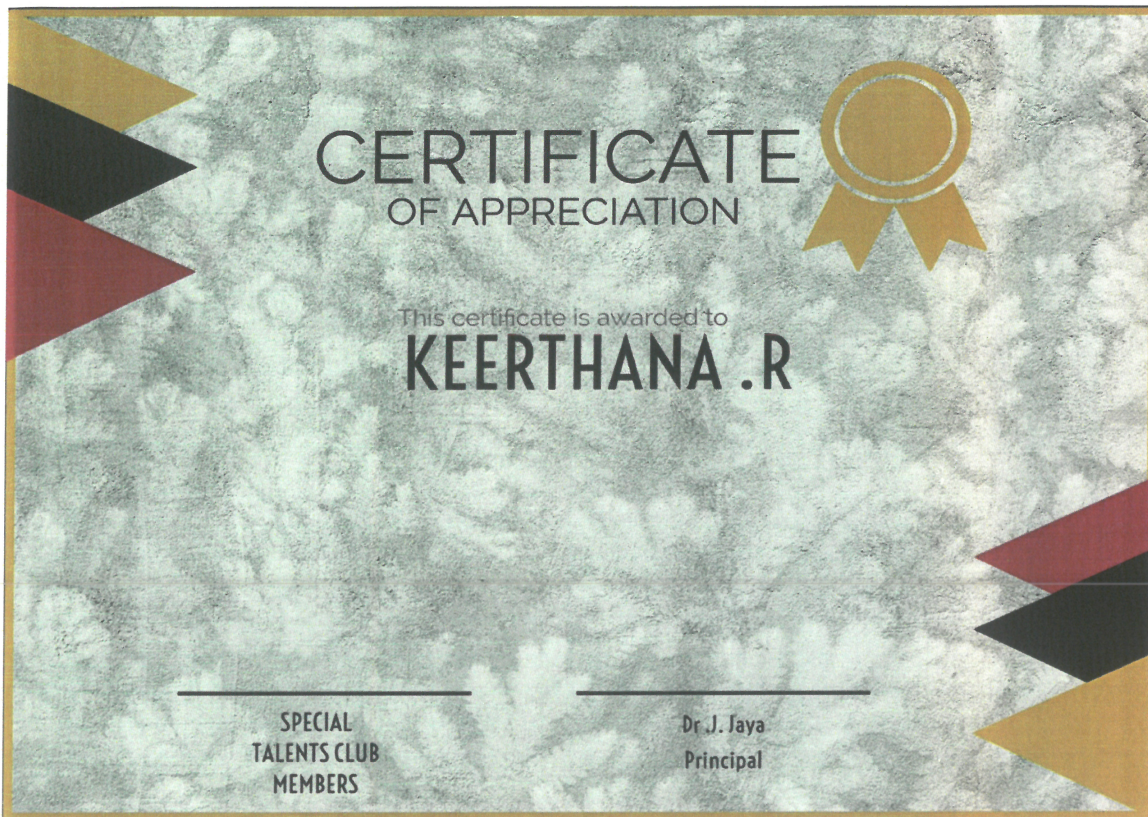 CERTIFICATE
OF APPRECIATION
This certificate is awarded to
KEERTHANA .R
SPECIAL
TALENTS CLUB
MEMBERS
Dr .J. Jaya
Principal